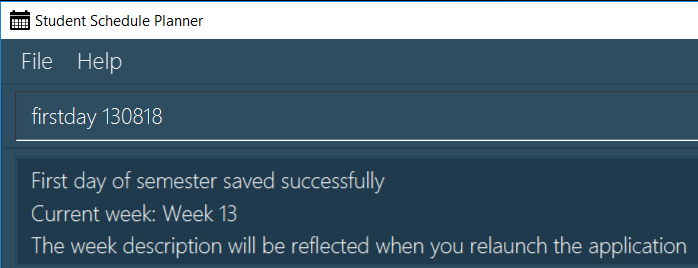 Student Schedule Planner
File Help
firstday 130818
First day of semester saved successfully
Current week: Week 13
The week description will be reflected when you relaunch the application